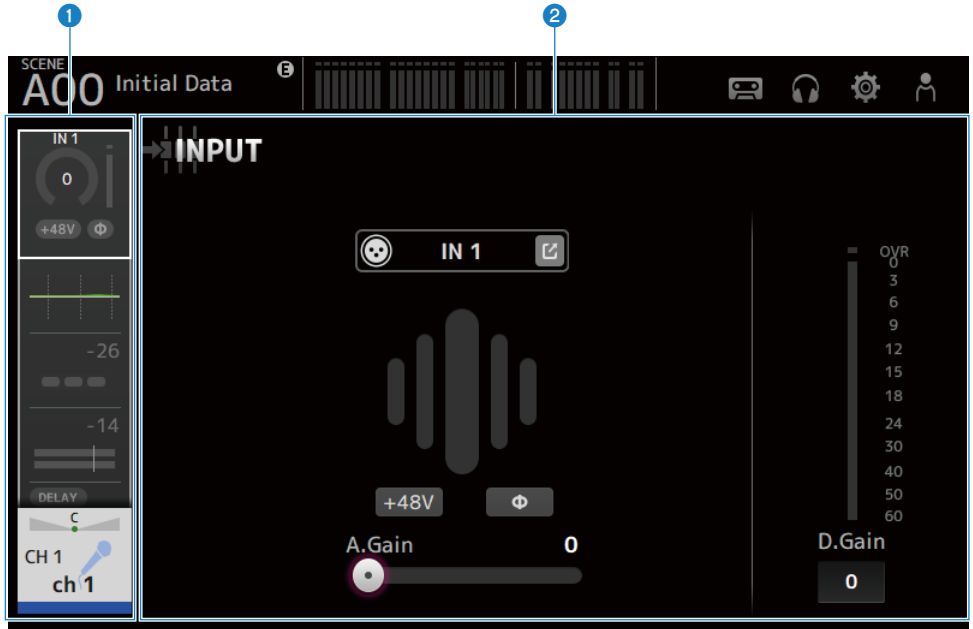 1 2
SCENE
A00 Initial Data E
IN 1
0
+48V Φ
-26
-14
DELAY
C
CH 1
ch 1
INPUT
IN 1
+48V Φ
A.Gain 0
OVR
0
3
6
9
12
15
18
24
30
40
50
60
D.Gain
0